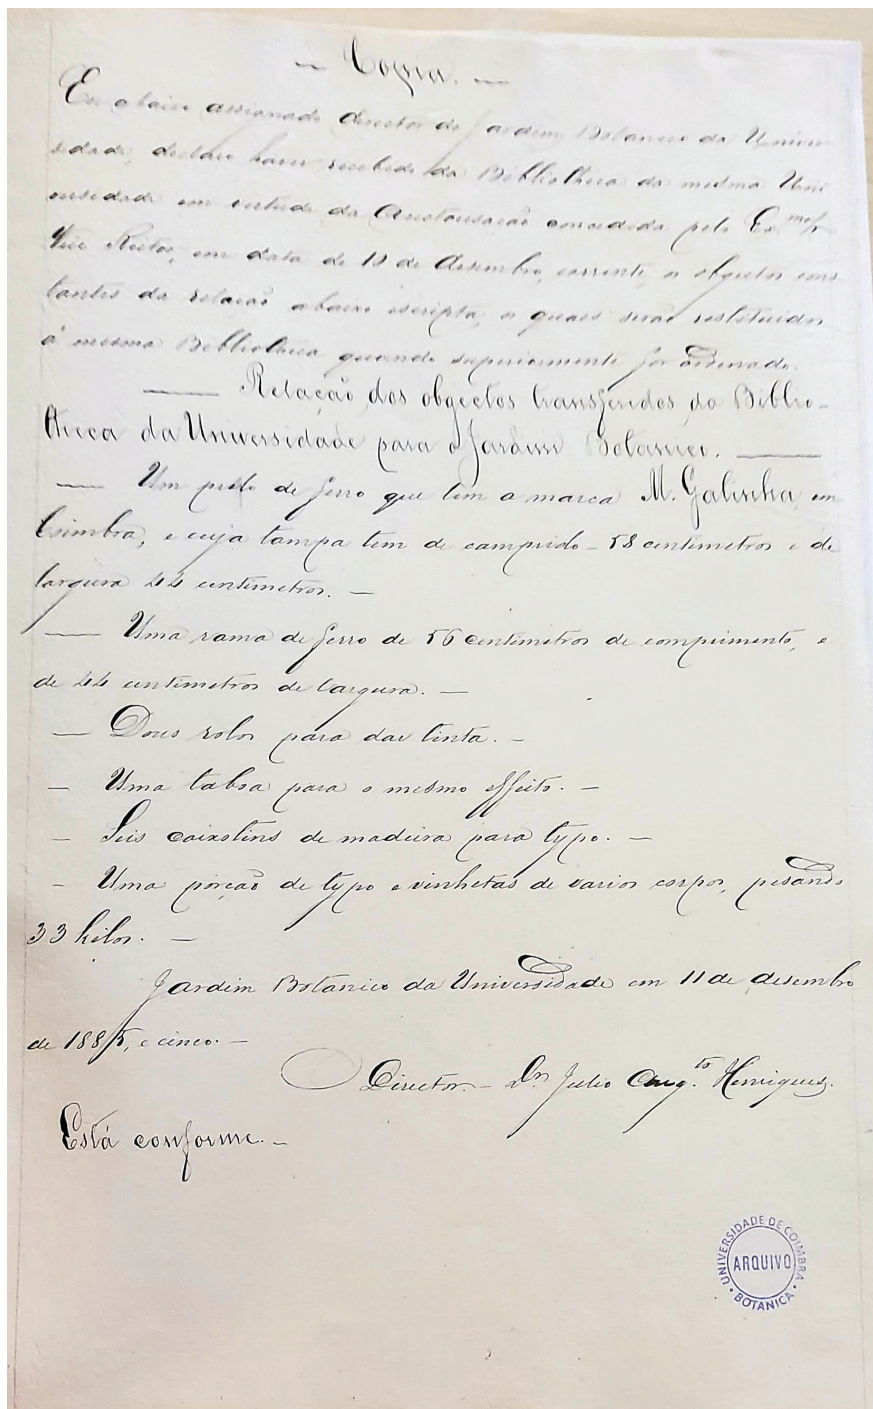 — Copia. —
Eu abaixo assignado director do Jardim Botanico da Univer
sidade, declaro haver recebido da Bibliotheca da mesma Uni
versidade em virtude da auctorisação concedida pelo Ex.mo Sr.
Vice Reitor, em data de 12 de desembro, corrente, os objectos cons
tantes da relação abaixo escripta, os quaes serão restituidos
á mesma Bibliotheca quando superiormente for ordenado.
—— Relação dos objectos transferidos da Biblio-
theca da Universidade para o Jardim Botanico. ——
—— Um prelo de ferro que tem a marca M. Galinha, em
Coimbra, e cuja tampa tem de comprido - 58 centimetros e de
largura 44 centimetros. —
—— Uma rama de ferro de 56 centimetros de comprimento, e
de 44 centimetros de largura. —
— Dous rolos para dar tinta. -
— Uma taboa para o mesmo effeito. -
— Seis caixotins de madeira para typo. —
- Uma porção de typo e vinhetas de varios corpos, pesando
33 kilos. —
Jardim Botanico da Universidade em 11 de desembro
de 1885, e cinco. —
O Director - Dr. Julio Aug.to Henriques.
Está conforme. -
UNIVERSIDADE DE COIMBRA
ARQUIVO
BOTANICA